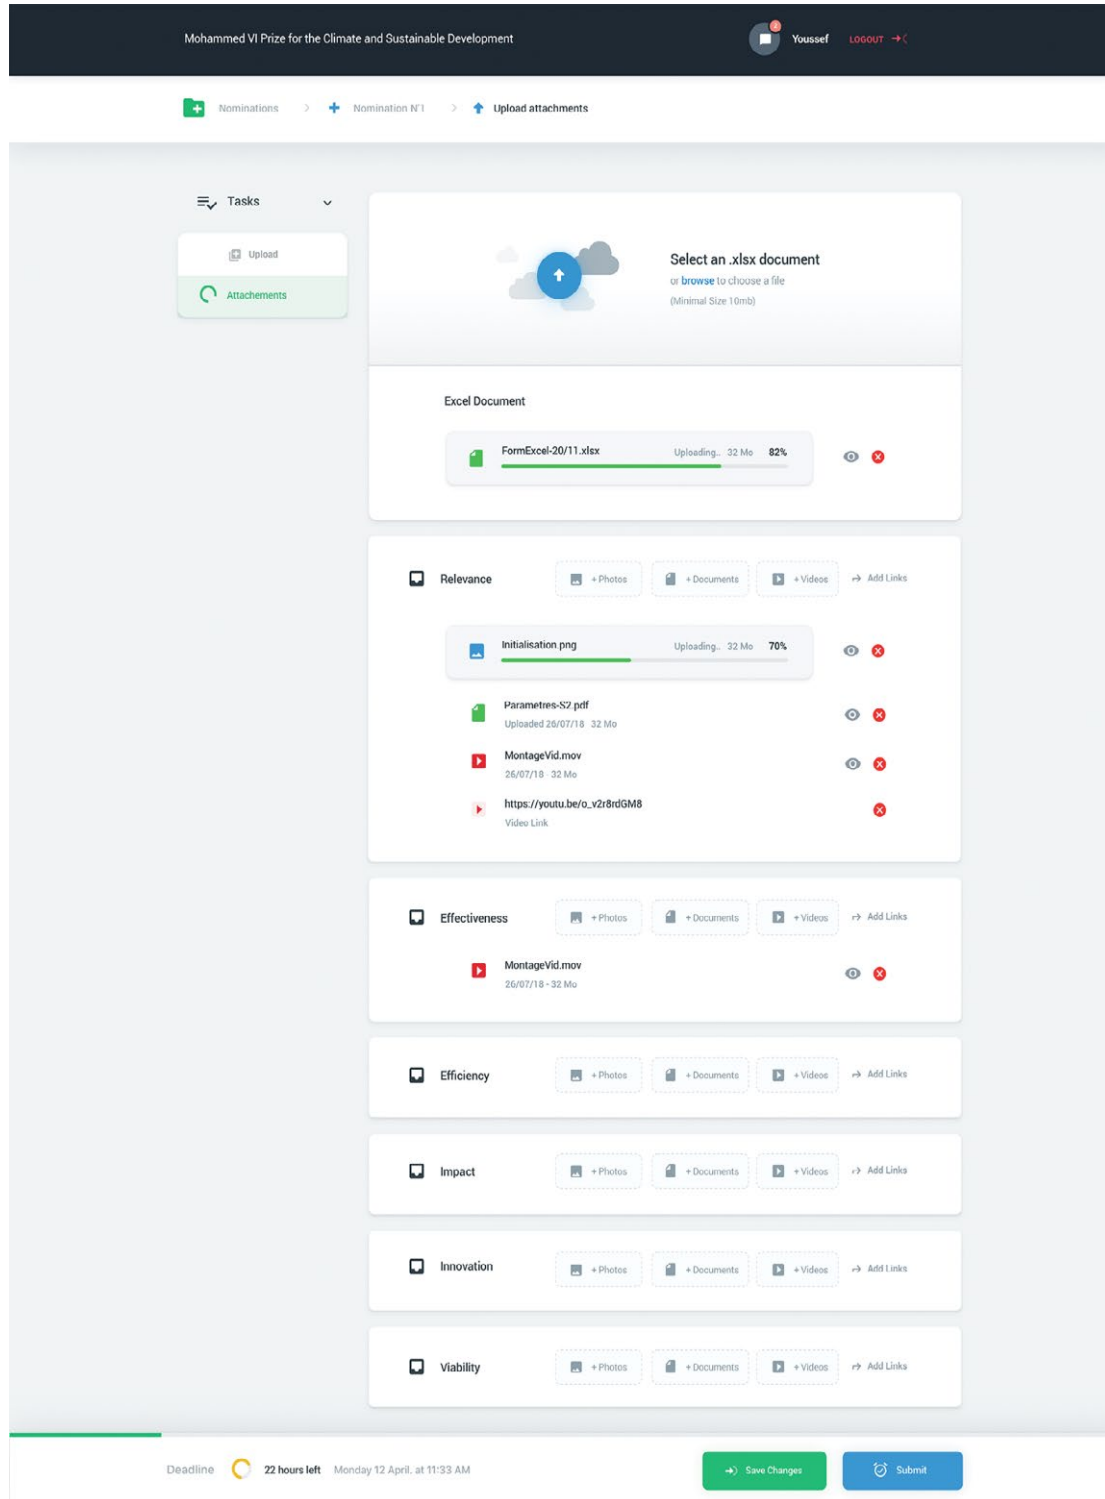 Mohammed VI Prize for the Climate and Sustainable Development
2
Youssef
LOGOUT
Nominations > Nomination N°1 > Upload attachments
Tasks
Upload
Attachements
Select an .xlsx document
or browse to choose a file
(Minimal Size 10mb)
Excel Document
FormExcel-20/11.xlsx Uploading.. 32 Mo 82%
Relevance + Photos + Documents + Videos Add Links
Initialisation.png Uploading.. 32 Mo 70%
Parametres-S2.pdf
Uploaded 26/07/18 32 Mo
MontageVid.mov
26/07/18 - 32 Mo
https://youtu.be/o_v2r8rdGM8
Video Link
Effectiveness + Photos + Documents + Videos Add Links
MontageVid.mov
26/07/18 - 32 Mo
Efficiency + Photos + Documents + Videos Add Links
Impact + Photos + Documents + Videos Add Links
Innovation + Photos + Documents + Videos Add Links
Viability + Photos + Documents + Videos Add Links
Deadline 22 hours left Monday 12 April. at 11:33 AM
Save Changes
Submit